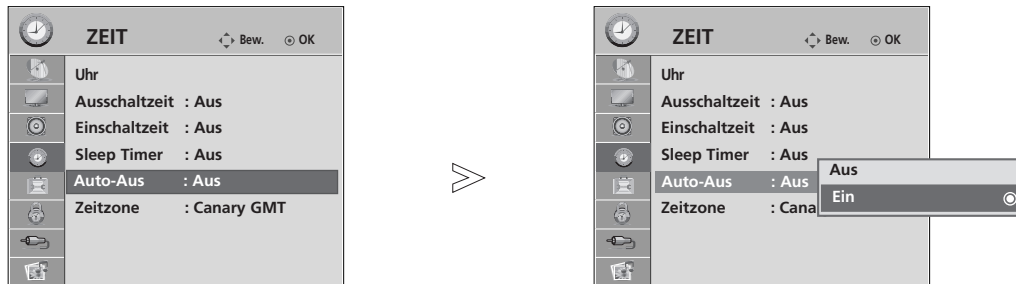 ZEIT Bew. OK
Uhr
Ausschaltzeit : Aus
Einschaltzeit : Aus
Sleep Timer : Aus
Auto-Aus : Aus
Zeitzone : Canary GMT
>
ZEIT Bew. OK
Uhr
Ausschaltzeit : Aus
Einschaltzeit : Aus
Sleep Timer : Aus
Auto-Aus : Aus
Zeitzone : Cana
Aus
Ein